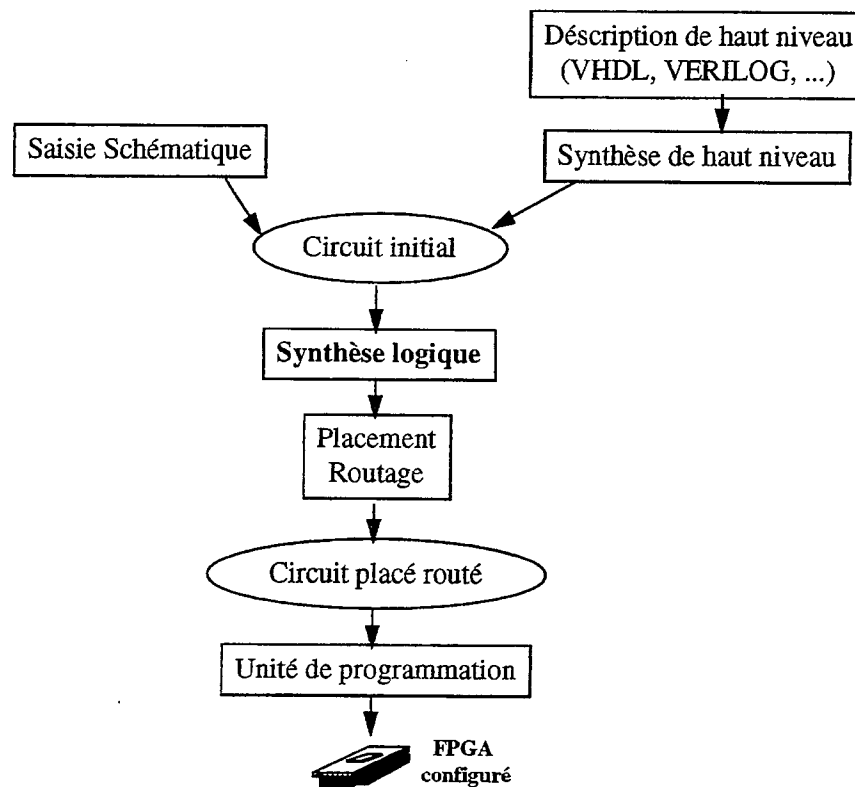 Déscription de haut niveau
(VHDL, VERILOG, ...)
Saisie Schématique
Synthèse de haut niveau
Circuit initial
Synthèse logique
Placement
Routage
Circuit placé routé
Unité de programmation
FPGA
configuré